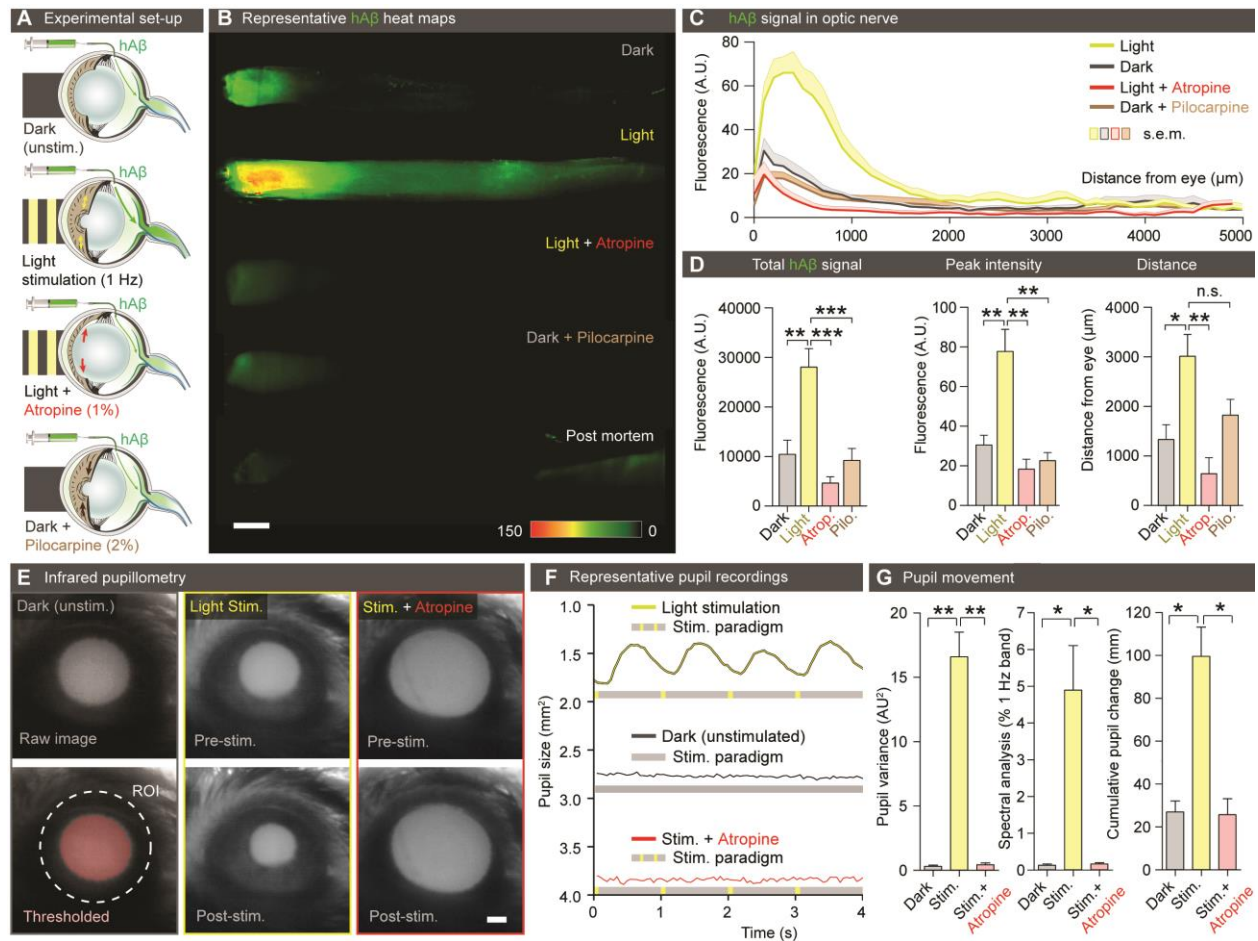 A Experimental set-up
hAβ
Dark
(unstim.)
hAβ
Light
stimulation (1 Hz)
hAβ
Light +
Atropine (1%)
hAβ
Dark +
Pilocarpine (2%)
B Representative hAβ heat maps
Dark
Light
Light + Atropine
Dark + Pilocarpine
Post mortem
150 0
C hAβ signal in optic nerve
Fluorescence (A.U.)
80
60
40
20
0
Light
Dark
Light + Atropine
Dark + Pilocarpine
s.e.m.
Distance from eye (µm)
0 1000 2000 3000 4000 5000
D Total hAβ signal Peak intensity Distance
Fluorescence (A.U.)
40000
30000
20000
10000
0
***
** ***
Dark Light Atrop. Pilo.
Fluorescence (A.U.)
100
80
60
40
20
0
**
** **
Dark Light Atrop. Pilo.
Distance from eye (µm)
4000
3000
2000
1000
0
n.s.
* **
Dark Light Atrop. Pilo.
E Infrared pupillometry
Dark (unstim.)
Raw image
ROI
Thresholded
Light Stim.
Pre-stim.
Post-stim.
Stim. + Atropine
Pre-stim.
Post-stim.
F Representative pupil recordings
Pupil size (mm²)
1.0
1.5
2.0
2.5
3.0
3.5
4.0
Light stimulation
Stim. paradigm
Dark (unstimulated)
Stim. paradigm
Stim. + Atropine
Stim. paradigm
0 1 2 3 4
Time (s)
G Pupil movement
Pupil variance (AU²)
20
15
10
5
0
** **
Dark Stim. Stim.+
Atropine
Spectral analysis (% 1 Hz band)
7
6
5
4
3
2
1
0
* *
Dark Stim. Stim.+
Atropine
Cumulative pupil change (mm)
120
100
80
60
40
20
0
* *
Dark Stim. Stim.+
Atropine